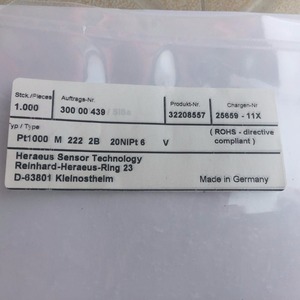 Stck./Pieces Auftrags-Nr. Produkt-Nr. Chargen-Nr.
1.000 300 00 439 / 32208557 25659 - 11X
yp / Type ( ROHS - directive
Pt1000 M 222 2B 20NIPt 6 V compliant )
Heraeus Sensor Technology
Reinhard-Heraeus-Ring 23
D-63801 Kleinostheim Made in Germany